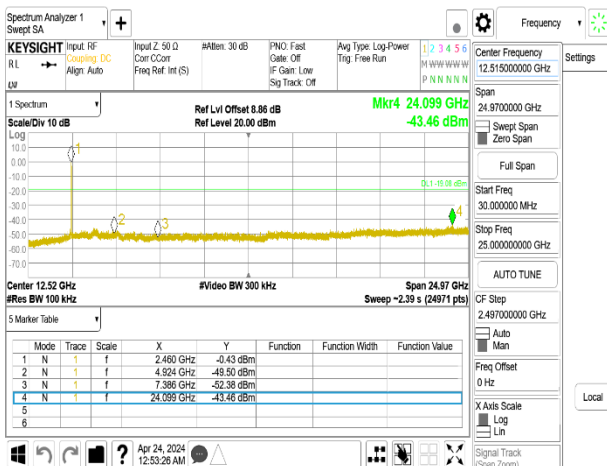 Spectrum Analyzer 1
Swept SA
+
Frequency
KEYSIGHT
RL
Input: RF
Coupling: DC
Align: Auto
Input Z: 50 Ω
Corr CCorr
Freq Ref: Int (S)
#Atten: 30 dB
PNO: Fast
Gate: Off
IF Gain: Low
Sig Track: Off
Avg Type: Log-Power
Trig: Free Run
1 2 3 4 5 6
M W W W W W
P N N N N N
Center Frequency
12.515000000 GHz
Settings
Span
24.9700000 GHz
Swept Span
Zero Span
Full Span
Start Freq
30.000000 MHz
Stop Freq
25.000000000 GHz
AUTO TUNE
CF Step
2.497000000 GHz
Auto
Man
Freq Offset
0 Hz
X Axis Scale
Log
Lin
Local
Signal Track
(Span Zoom)
1 Spectrum
Scale/Div 10 dB
Ref Lvl Offset 8.86 dB
Ref Level 20.00 dBm
Mkr4 24.099 GHz
-43.46 dBm
Log
10.0
0.00
-10.0
-20.0
-30.0
-40.0
-50.0
-60.0
-70.0
1
2
3
4
Center 12.52 GHz
#Res BW 100 kHz
#Video BW 300 kHz
Span 24.97 GHz
Sweep ~2.39 s (24971 pts)
5 Marker Table
Mode Trace Scale X Y Function Function Width Function Value
1 N 1 f 2.460 GHz -0.43 dBm
2 N 1 f 4.924 GHz -49.50 dBm
3 N 1 f 7.386 GHz -52.38 dBm
4 N 1 f 24.099 GHz -43.46 dBm
5
6
?
Apr 24, 2024
12:53:26 AM